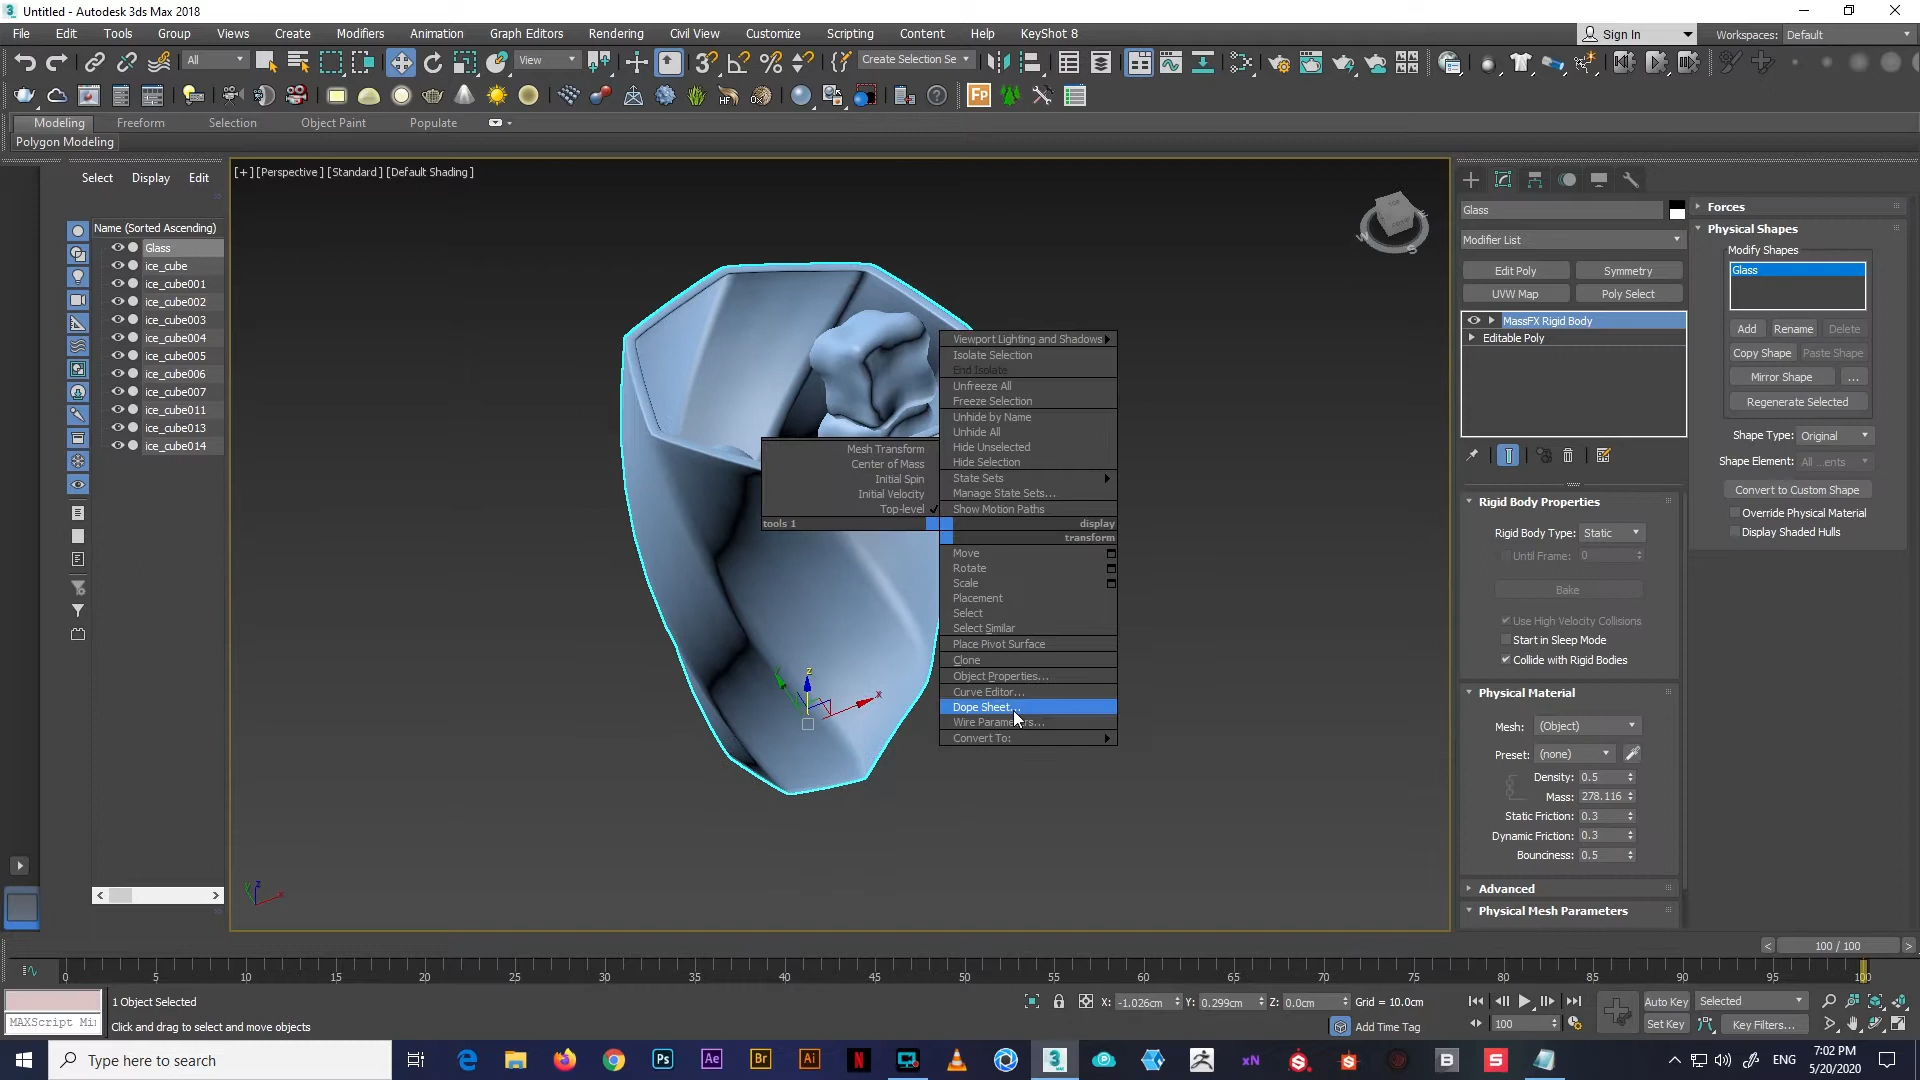 Untitled - Autodesk 3ds Max 2018
File Edit Tools Group Views Create Modifiers Animation Graph Editors Rendering Civil View Customize Scripting Content Help KeyShot 8
Sign In
Workspaces: Default
All
View
Create Selection Se
Fp
Modeling Freeform Selection Object Paint Populate
Polygon Modeling
Select Display Edit
Name (Sorted Ascending)
Glass
ice_cube
ice_cube001
ice_cube002
ice_cube003
ice_cube004
ice_cube005
ice_cube006
ice_cube007
ice_cube011
ice_cube013
ice_cube014
[+] [Perspective] [Standard] [Default Shading]
Viewport Lighting and Shadows
Isolate Selection
End Isolate
Unfreeze All
Freeze Selection
Unhide by Name
Unhide All
Hide Unselected
Hide Selection
State Sets
Manage State Sets...
Show Motion Paths
display
Mesh Transform
Center of Mass
Initial Spin
Initial Velocity
Top-level
tools 1
transform
Move
Rotate
Scale
Placement
Select
Select Similar
Place Pivot Surface
Clone
Object Properties...
Curve Editor...
Dope Sheet...
Wire Parameters...
Convert To:
Glass
Modifier List
Edit Poly Symmetry
UVW Map Poly Select
MassFX Rigid Body
Editable Poly
Rigid Body Properties
Rigid Body Type: Static
Until Frame: 0
Bake
Use High Velocity Collisions
Start in Sleep Mode
Collide with Rigid Bodies
Physical Material
Mesh: (Object)
Preset: (none)
Density: 0.5
Mass: 278.116
Static Friction: 0.3
Dynamic Friction: 0.3
Bounciness: 0.5
Advanced
Physical Mesh Parameters
Forces
Physical Shapes
Modify Shapes
Glass
Add Rename Delete
Copy Shape Paste Shape
Mirror Shape ...
Regenerate Selected
Shape Type: Original
Shape Element: All ...ents
Convert to Custom Shape
Override Physical Material
Display Shaded Hulls
100 / 100
0 5 10 15 20 25 30 35 40 45 50 55 60 65 70 75 80 85 90 95 100
1 Object Selected
MAXScript Mi
Click and drag to select and move objects
X: -1.026cm Y: 0.299cm Z: 0.0cm Grid = 10.0cm
Add Time Tag
100
Auto Key Selected
Set Key Key Filters...
Type here to search
Ps Ae Br Ai N xN B S
ENG
7:02 PM
5/20/2020